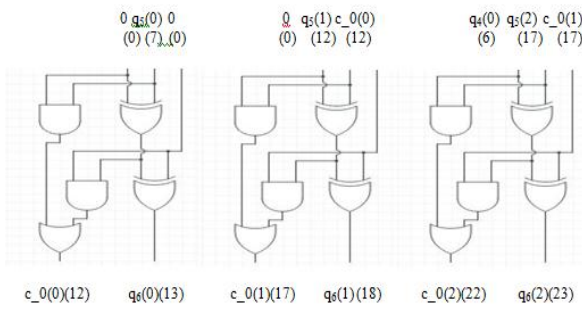 0 q5(0) 0
(0) (7) (0)
0 q5(1) c_0(0)
(0) (12) (12)
q4(0) q5(2) c_0(1)
(6) (17) (17)
c_0(0)(12) q6(0)(13) c_0(1)(17) q6(1)(18) c_0(2)(22) q6(2)(23)